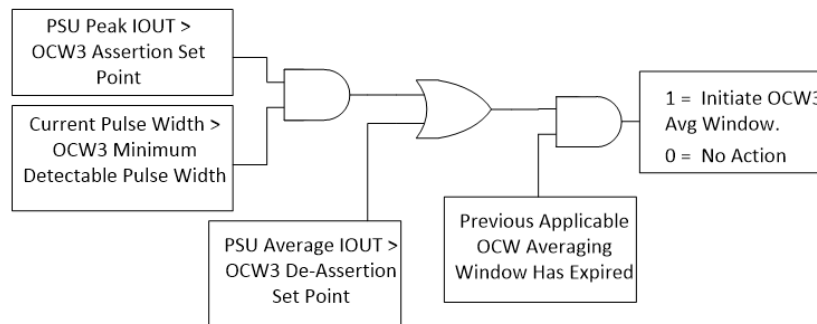 PSU Peak IOUT >
OCW3 Assertion Set
Point
Current Pulse Width >
OCW3 Minimum
Detectable Pulse Width
PSU Average IOUT >
OCW3 De-Assertion
Set Point
Previous Applicable
OCW Averaging
Window Has Expired
1 = Initiate OCW3
Avg Window.
0 = No Action